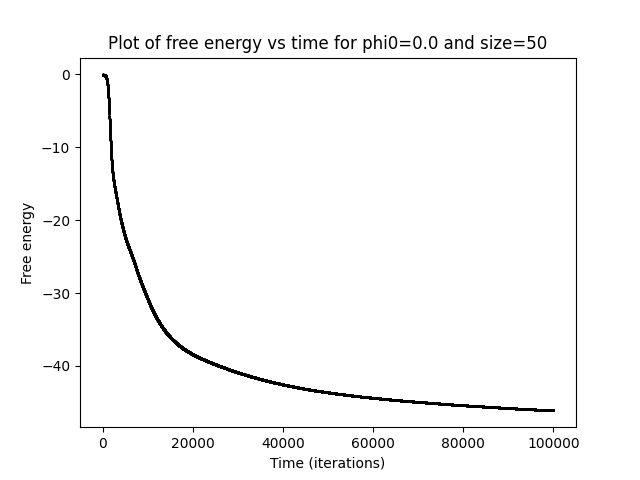 Plot of free energy vs time for phi0=0.0 and size=50
0
−10
−20
−30
−40
Free energy
0 20000 40000 60000 80000 100000
Time (iterations)